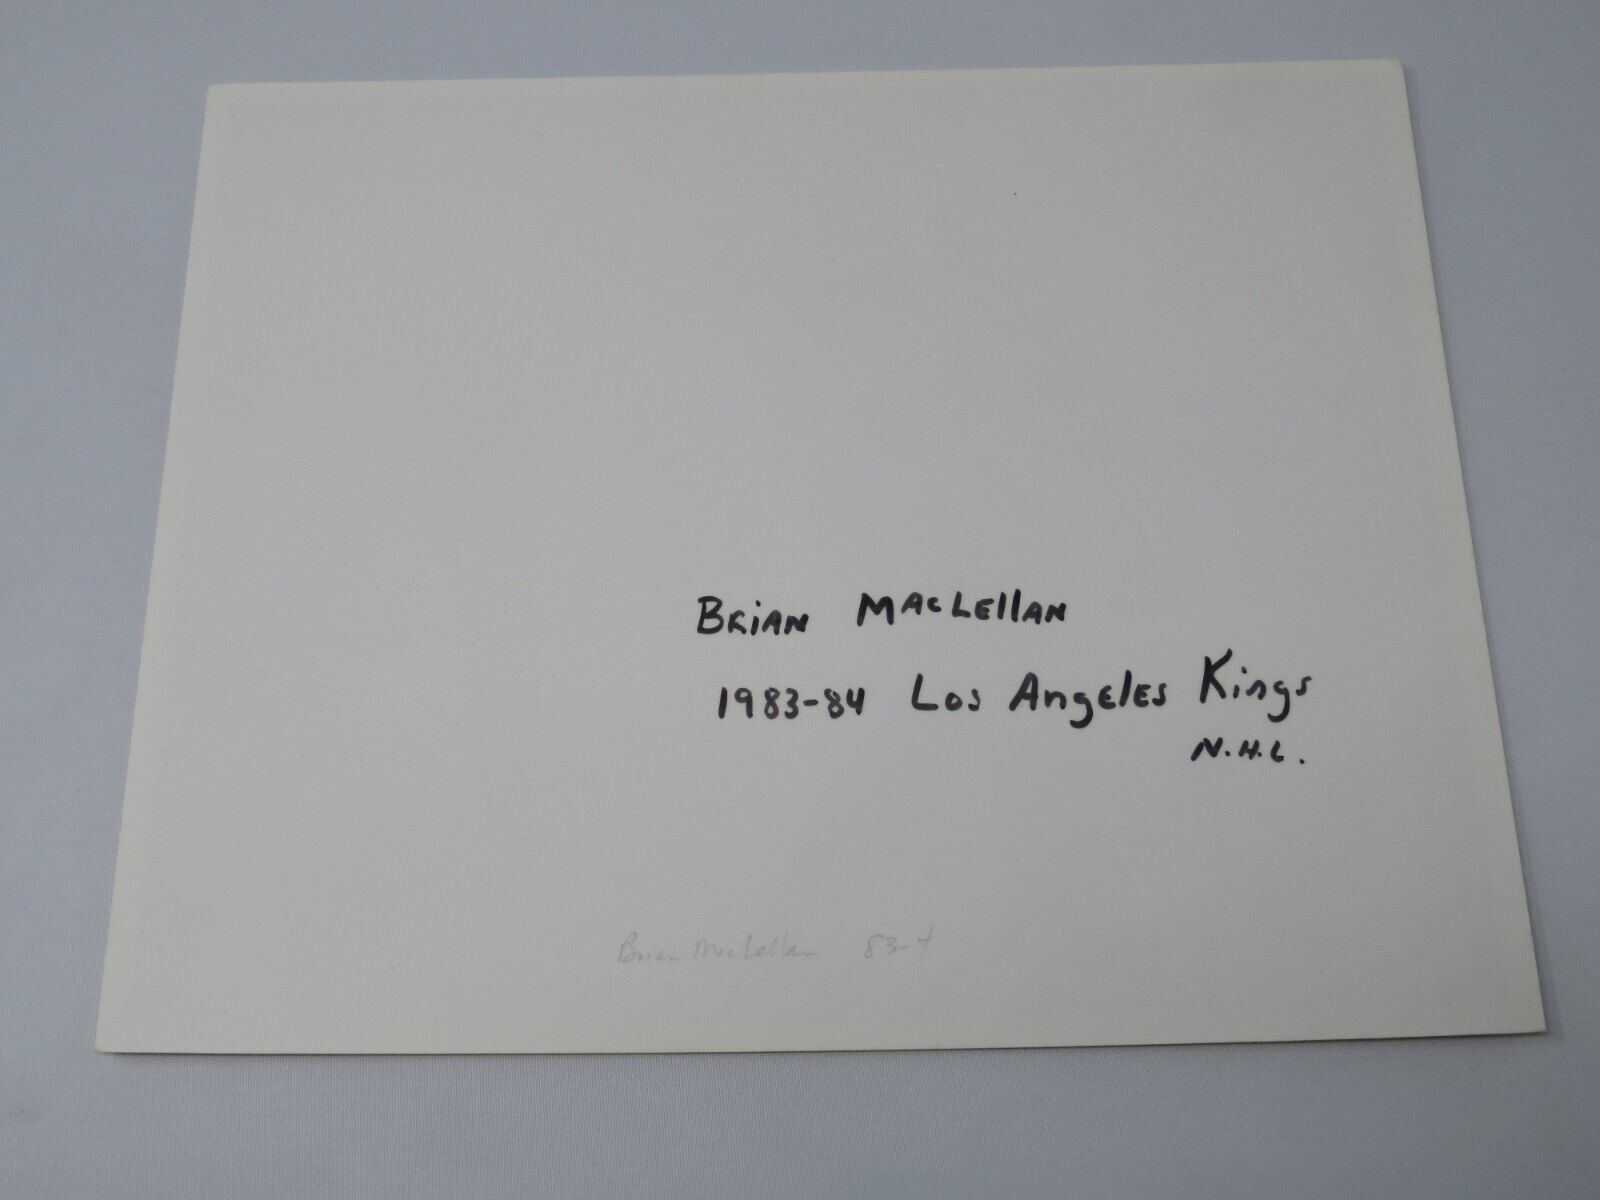 Brian MacLellan
1983-84 Los Angeles Kings
N.H.L.
Brian MacLellan 83-4